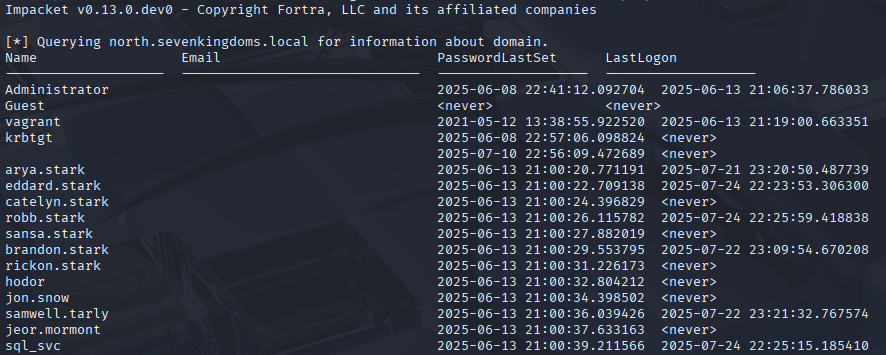 Impacket v0.13.0.dev0 - Copyright Fortra, LLC and its affiliated companies
[*] Querying north.sevenkingdoms.local for information about domain.
Name Email PasswordLastSet LastLogon
Administrator 2025-06-08 22:41:12.092704 2025-06-13 21:06:37.786033
Guest <never> <never>
vagrant 2021-05-12 13:38:55.922520 2025-06-13 21:19:00.663351
krbtgt 2025-06-08 22:57:06.098824 <never>
2025-07-10 22:56:09.472689 <never>
arya.stark 2025-06-13 21:00:20.771191 2025-07-21 23:20:50.487739
eddard.stark 2025-06-13 21:00:22.709138 2025-07-24 22:23:53.306300
catelyn.stark 2025-06-13 21:00:24.396829 <never>
robb.stark 2025-06-13 21:00:26.115782 2025-07-24 22:25:59.418838
sansa.stark 2025-06-13 21:00:27.882019 <never>
brandon.stark 2025-06-13 21:00:29.553795 2025-07-22 23:09:54.670208
rickon.stark 2025-06-13 21:00:31.226173 <never>
hodor 2025-06-13 21:00:32.804212 <never>
jon.snow 2025-06-13 21:00:34.398502 <never>
samwell.tarly 2025-06-13 21:00:36.039426 2025-07-22 23:21:32.767574
jeor.mormont 2025-06-13 21:00:37.633163 <never>
sql_svc 2025-06-13 21:00:39.211566 2025-07-24 22:25:15.185410